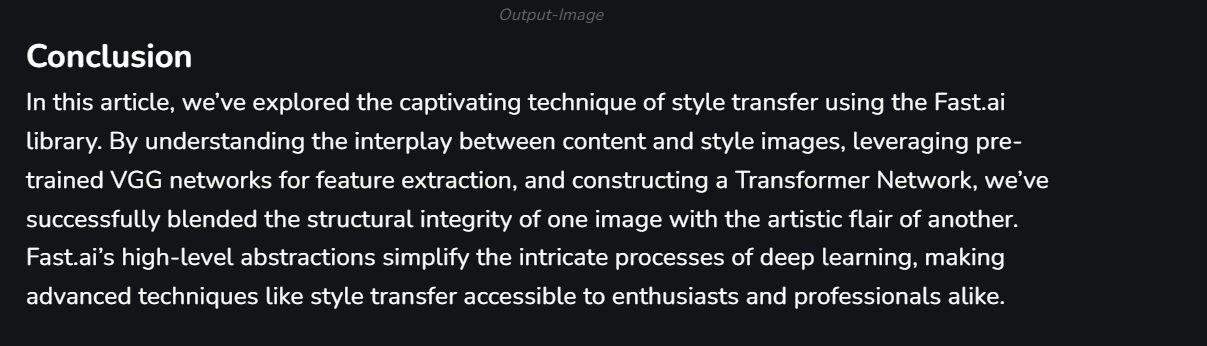 Output-Image
Conclusion
In this article, we’ve explored the captivating technique of style transfer using the Fast.ai
library. By understanding the interplay between content and style images, leveraging pre-
trained VGG networks for feature extraction, and constructing a Transformer Network, we’ve
successfully blended the structural integrity of one image with the artistic flair of another.
Fast.ai’s high-level abstractions simplify the intricate processes of deep learning, making
advanced techniques like style transfer accessible to enthusiasts and professionals alike.